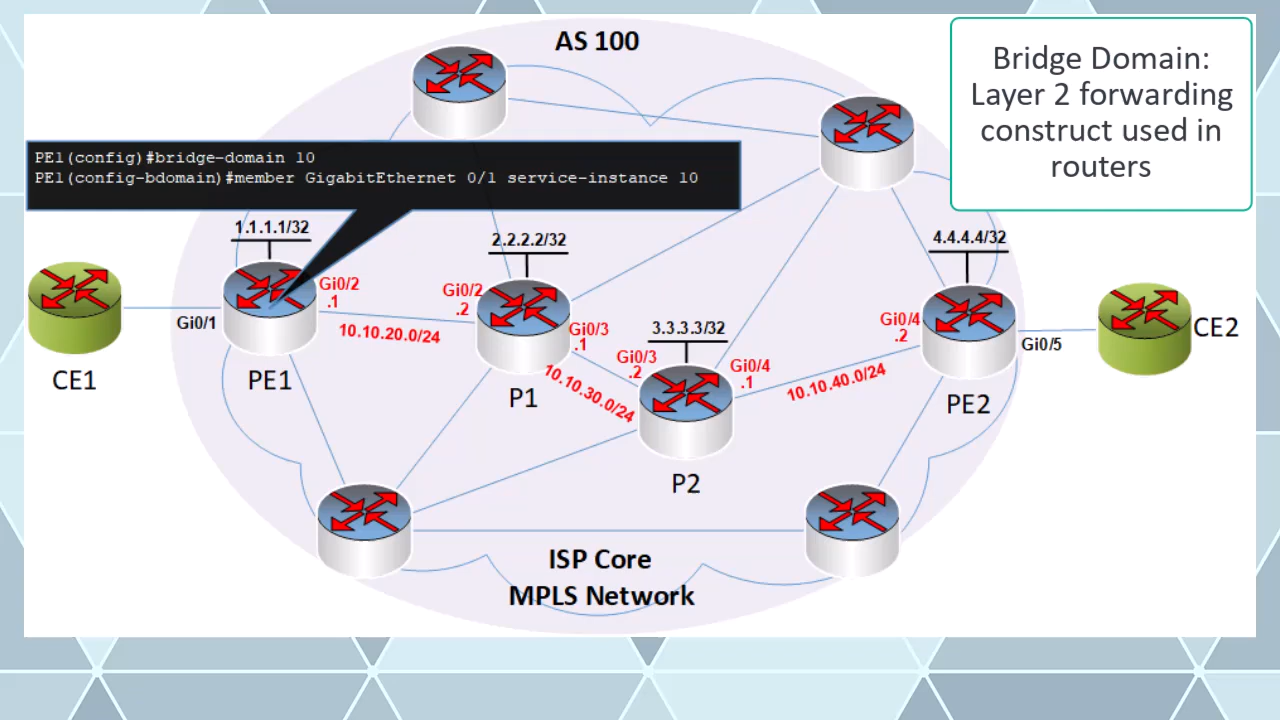 AS 100
Bridge Domain:
Layer 2 forwarding
construct used in
routers
PE1(config)#bridge-domain 10
PE1(config-bdomain)#member GigabitEthernet 0/1 service-instance 10
1.1.1.1/32
2.2.2.2/32
4.4.4.4/32
Gi0/1
Gi0/2
.1
10.10.20.0/24
Gi0/2
.2
Gi0/3
.1
10.10.30.0/24
3.3.3.3/32
Gi0/3
.2
Gi0/4
.1
10.10.40.0/24
Gi0/4
.2
Gi0/5
CE2
CE1
PE1
P1
PE2
P2
ISP Core
MPLS Network